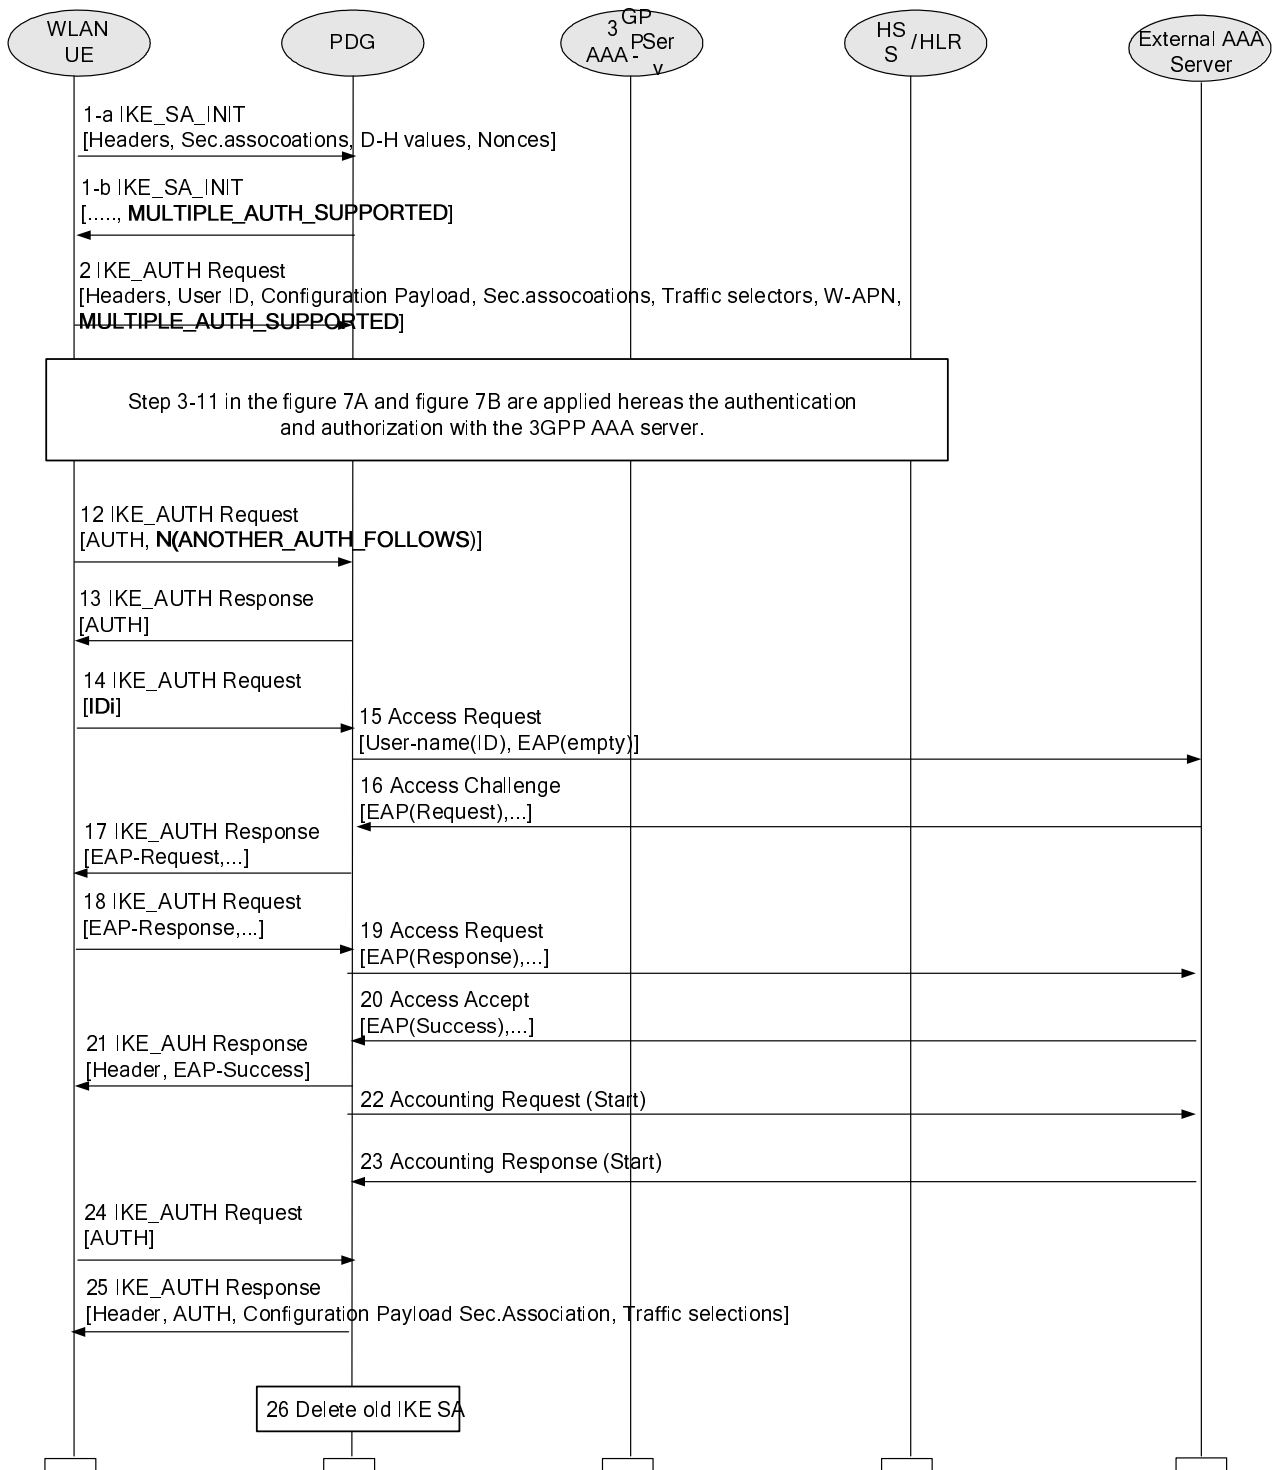 WLAN
UE
PDG
3GPP
AAA-Serv
HSS/HLR
External AAA
Server
1-a IKE_SA_INIT
[Headers, Sec.assocoations, D-H values, Nonces]
1-b IKE_SA_INIT
[....., MULTIPLE_AUTH_SUPPORTED]
2 IKE_AUTH Request
[Headers, User ID, Configuration Payload, Sec.assocoations, Traffic selectors, W-APN,
MULTIPLE_AUTH_SUPPORTED]
Step 3-11 in the figure 7A and figure 7B are applied hereas the authentication
and authorization with the 3GPP AAA server.
12 IKE_AUTH Request
[AUTH, N(ANOTHER_AUTH_FOLLOWS)]
13 IKE_AUTH Response
[AUTH]
14 IKE_AUTH Request
[IDi]
15 Access Request
[User-name(ID), EAP(empty)]
16 Access Challenge
[EAP(Request),...]
17 IKE_AUTH Response
[EAP-Request,...]
18 IKE_AUTH Request
[EAP-Response,...]
19 Access Request
[EAP(Response),...]
20 Access Accept
[EAP(Success),...]
21 IKE_AUH Response
[Header, EAP-Success]
22 Accounting Request (Start)
23 Accounting Response (Start)
24 IKE_AUTH Request
[AUTH]
25 IKE_AUTH Response
[Header, AUTH, Configuration Payload Sec.Association, Traffic selections]
26 Delete old IKE SA